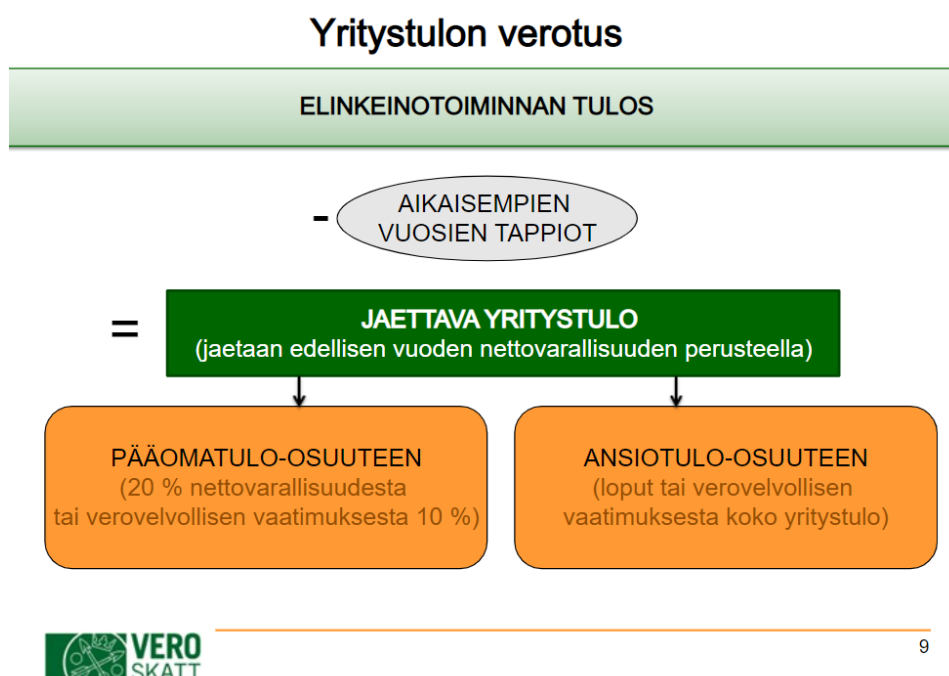 Yritystulon verotus
ELINKEINOTOIMINNAN TULOS
- AIKAISEMPIEN
VUOSIEN TAPPIOT
= JAETTAVA YRITYSTULO
(jaetaan edellisen vuoden nettovarallisuuden perusteella)
PÄÄOMATULO-OSUUTEEN
(20 % nettovarallisuudesta
tai verovelvollisen vaatimuksesta 10 %)
ANSIOTULO-OSUUTEEN
(loput tai verovelvollisen
vaatimuksesta koko yritystulo)
VERO
SKATT
9